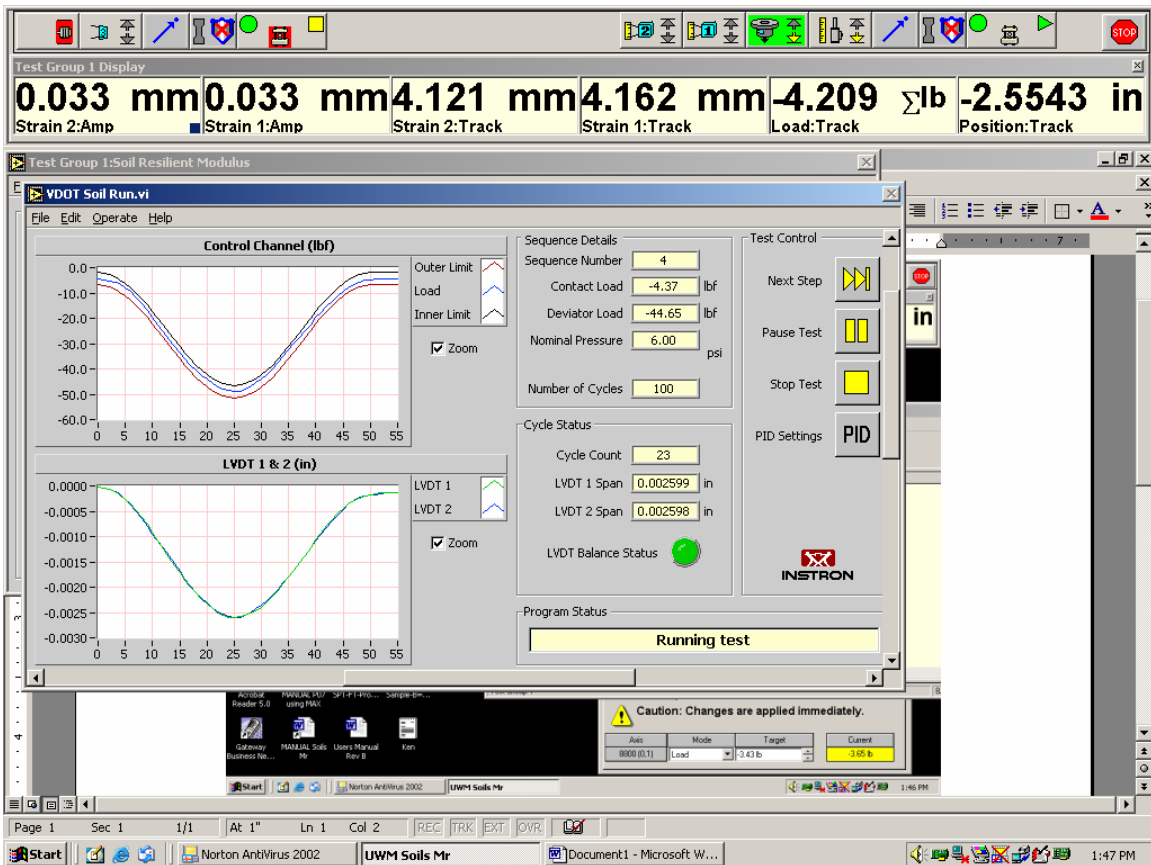 STOP
Test Group 1 Display
0.033 mm 0.033 mm 4.121 mm 4.162 mm -4.209 ∑lb -2.5543 in
Strain 2:Amp Strain 1:Amp Strain 2:Track Strain 1:Track Load:Track Position:Track
Test Group 1:Soil Resilient Modulus
VDOT Soil Run.vi
File Edit Operate Help
Control Channel (lbf)
0.0
-10.0
-20.0
-30.0
-40.0
-50.0
-60.0
0 5 10 15 20 25 30 35 40 45 50 55
Outer Limit
Load
Inner Limit
Zoom
LVDT 1 & 2 (in)
0.0000
-0.0005
-0.0010
-0.0015
-0.0020
-0.0025
-0.0030
0 5 10 15 20 25 30 35 40 45 50 55
LVDT 1
LVDT 2
Zoom
Sequence Details
Sequence Number 4
Contact Load -4.37 lbf
Deviator Load -44.65 lbf
Nominal Pressure 6.00 psi
Number of Cycles 100
Cycle Status
Cycle Count 23
LVDT 1 Span 0.002599 in
LVDT 2 Span 0.002598 in
LVDT Balance Status
Program Status
Running test
Test Control
Next Step
Pause Test
Stop Test
PID Settings PID
INSTRON
7
STOP
in
Acrobat Reader 5.0
MANUAL P07 using MAX
SPT-FT-Pro...
Sample-B=...
Gateway Business Ne...
MANUAL Soils Mr
Users Manual Rev B
Ken
Caution: Changes are applied immediately.
Axis Mode Target Current
8800 (0,1) Load -3.43 lb -3.65 lb
Start Norton AntiVirus 2002 UWM Soils Mr 1:46 PM
3
4
Page 1 Sec 1 1/1 At 1" Ln 1 Col 2 REC TRK EXT OVR
Start Norton AntiVirus 2002 UWM Soils Mr Document1 - Microsoft W... 1:47 PM